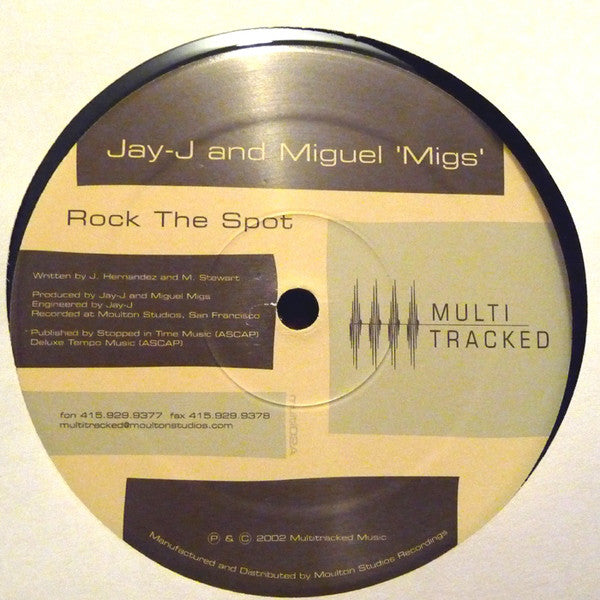 Jay-J and Miguel 'Migs'
Rock The Spot
Written by J. Hernandez and M. Stewart
Produced by Jay-J and Miguel Migs
Engineered by Jay-J
Recorded at Moulton Studios, San Francisco
Published by Stopped in Time Music (ASCAP)
Deluxe Tempo Music (ASCAP)
MULTI
TRACKED
fon 415.929.9377 fax 415.929.9378
multitracked@moultonstudios.com
Ⓟ & © 2002 Multitracked Music
Manufactured and Distributed by Moulton Studios Recordings